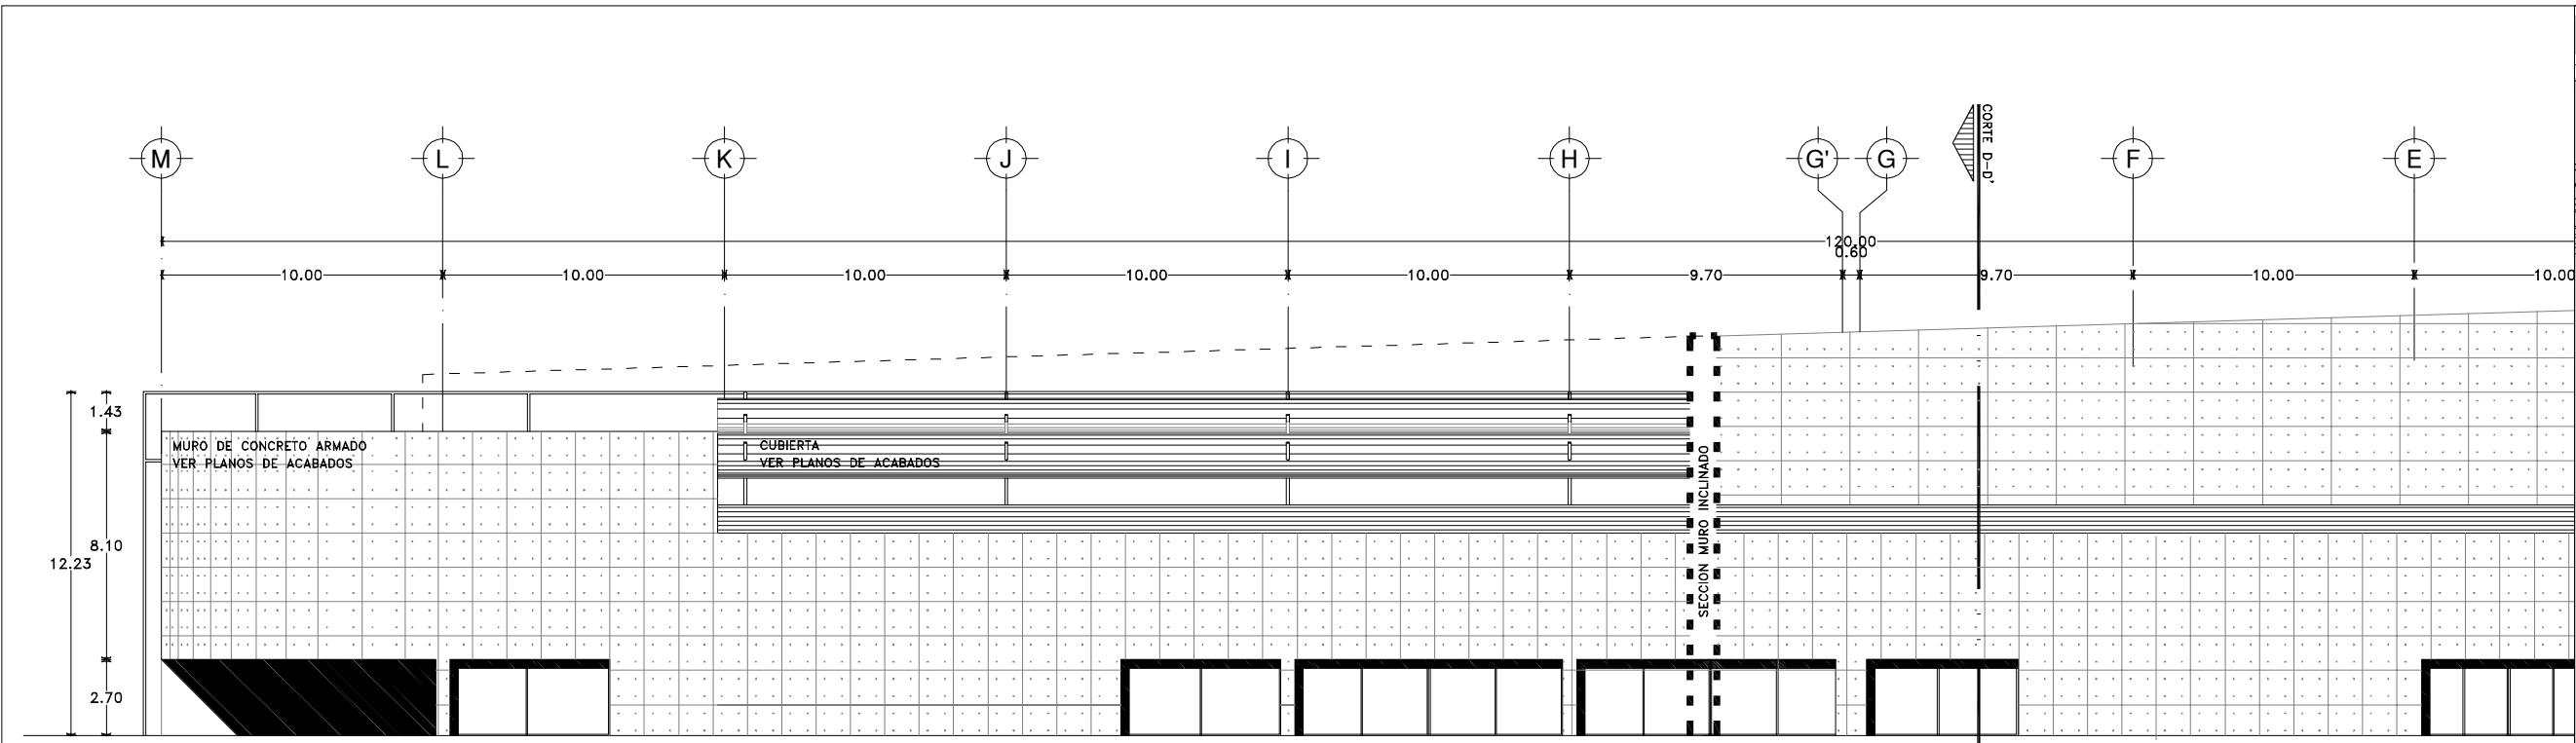 M L K J I H G' G F E
CORTE D-D'
120.00
0.60
10.00 10.00 10.00 10.00 10.00 9.70 9.70 10.00 10.00
1.43
MURO DE CONCRETO ARMADO
VER PLANOS DE ACABADOS
CUBIERTA
VER PLANOS DE ACABADOS
SECCION MURO INCLINADO
8.10
12.23
2.70